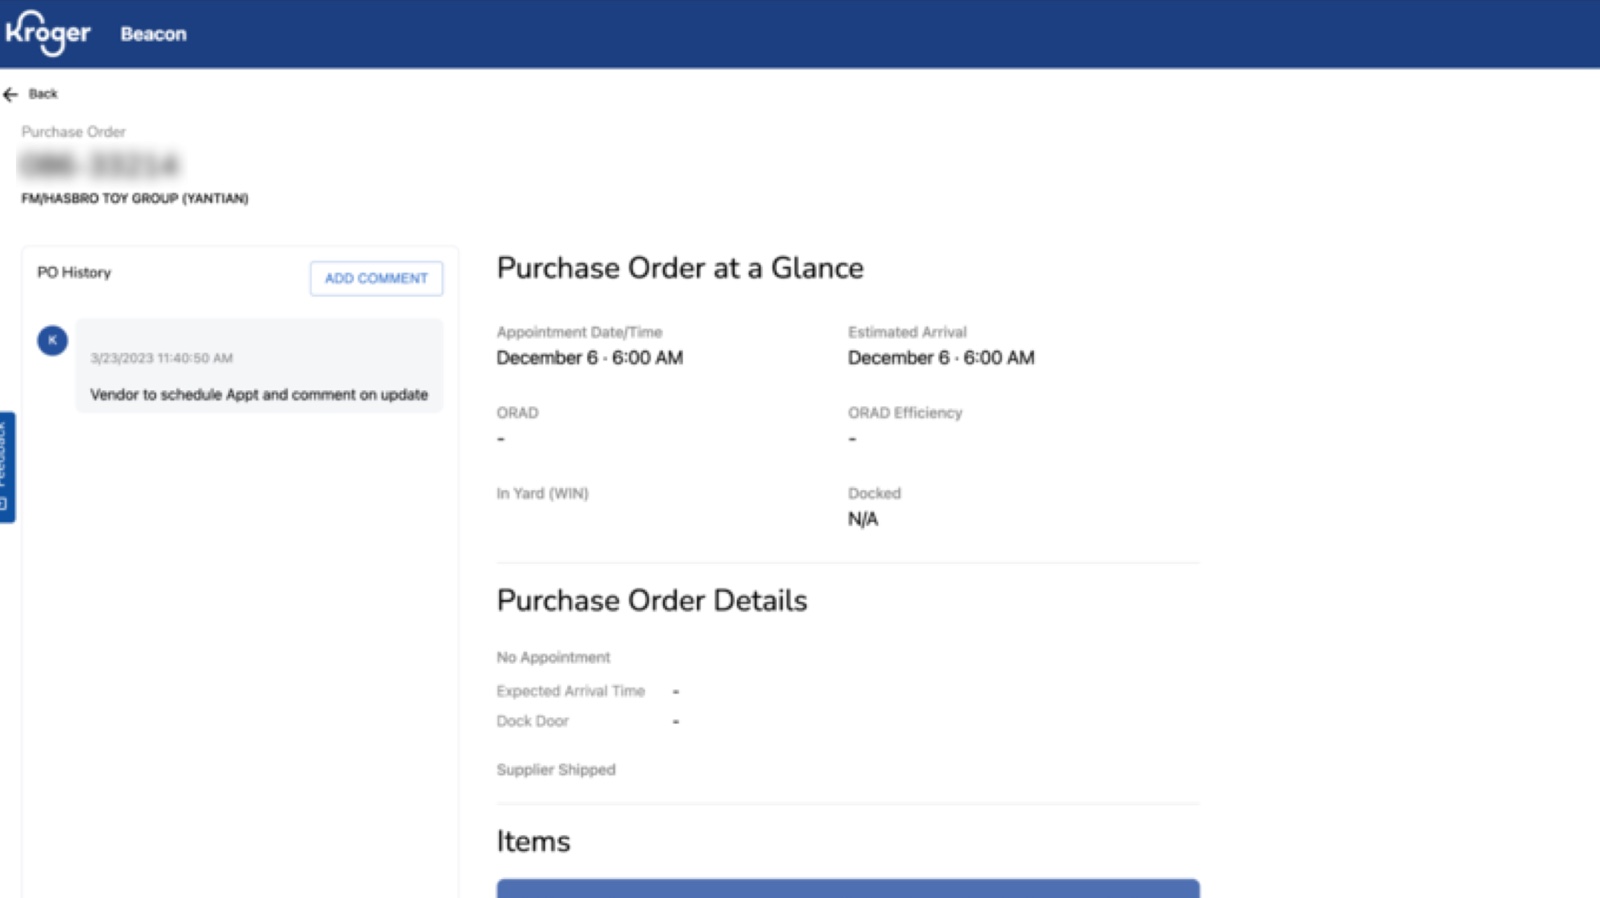 Kroger Beacon
Back
Purchase Order
FM/HASBRO TOY GROUP (YANTIAN)
PO History
ADD COMMENT
K
3/23/2023 11:40:50 AM
Vendor to schedule Appt and comment on update
Feedback
Purchase Order at a Glance
Appointment Date/Time
December 6 · 6:00 AM
Estimated Arrival
December 6 · 6:00 AM
ORAD
-
ORAD Efficiency
-
In Yard (WIN)
Docked
N/A
Purchase Order Details
No Appointment
Expected Arrival Time -
Dock Door -
Supplier Shipped
Items